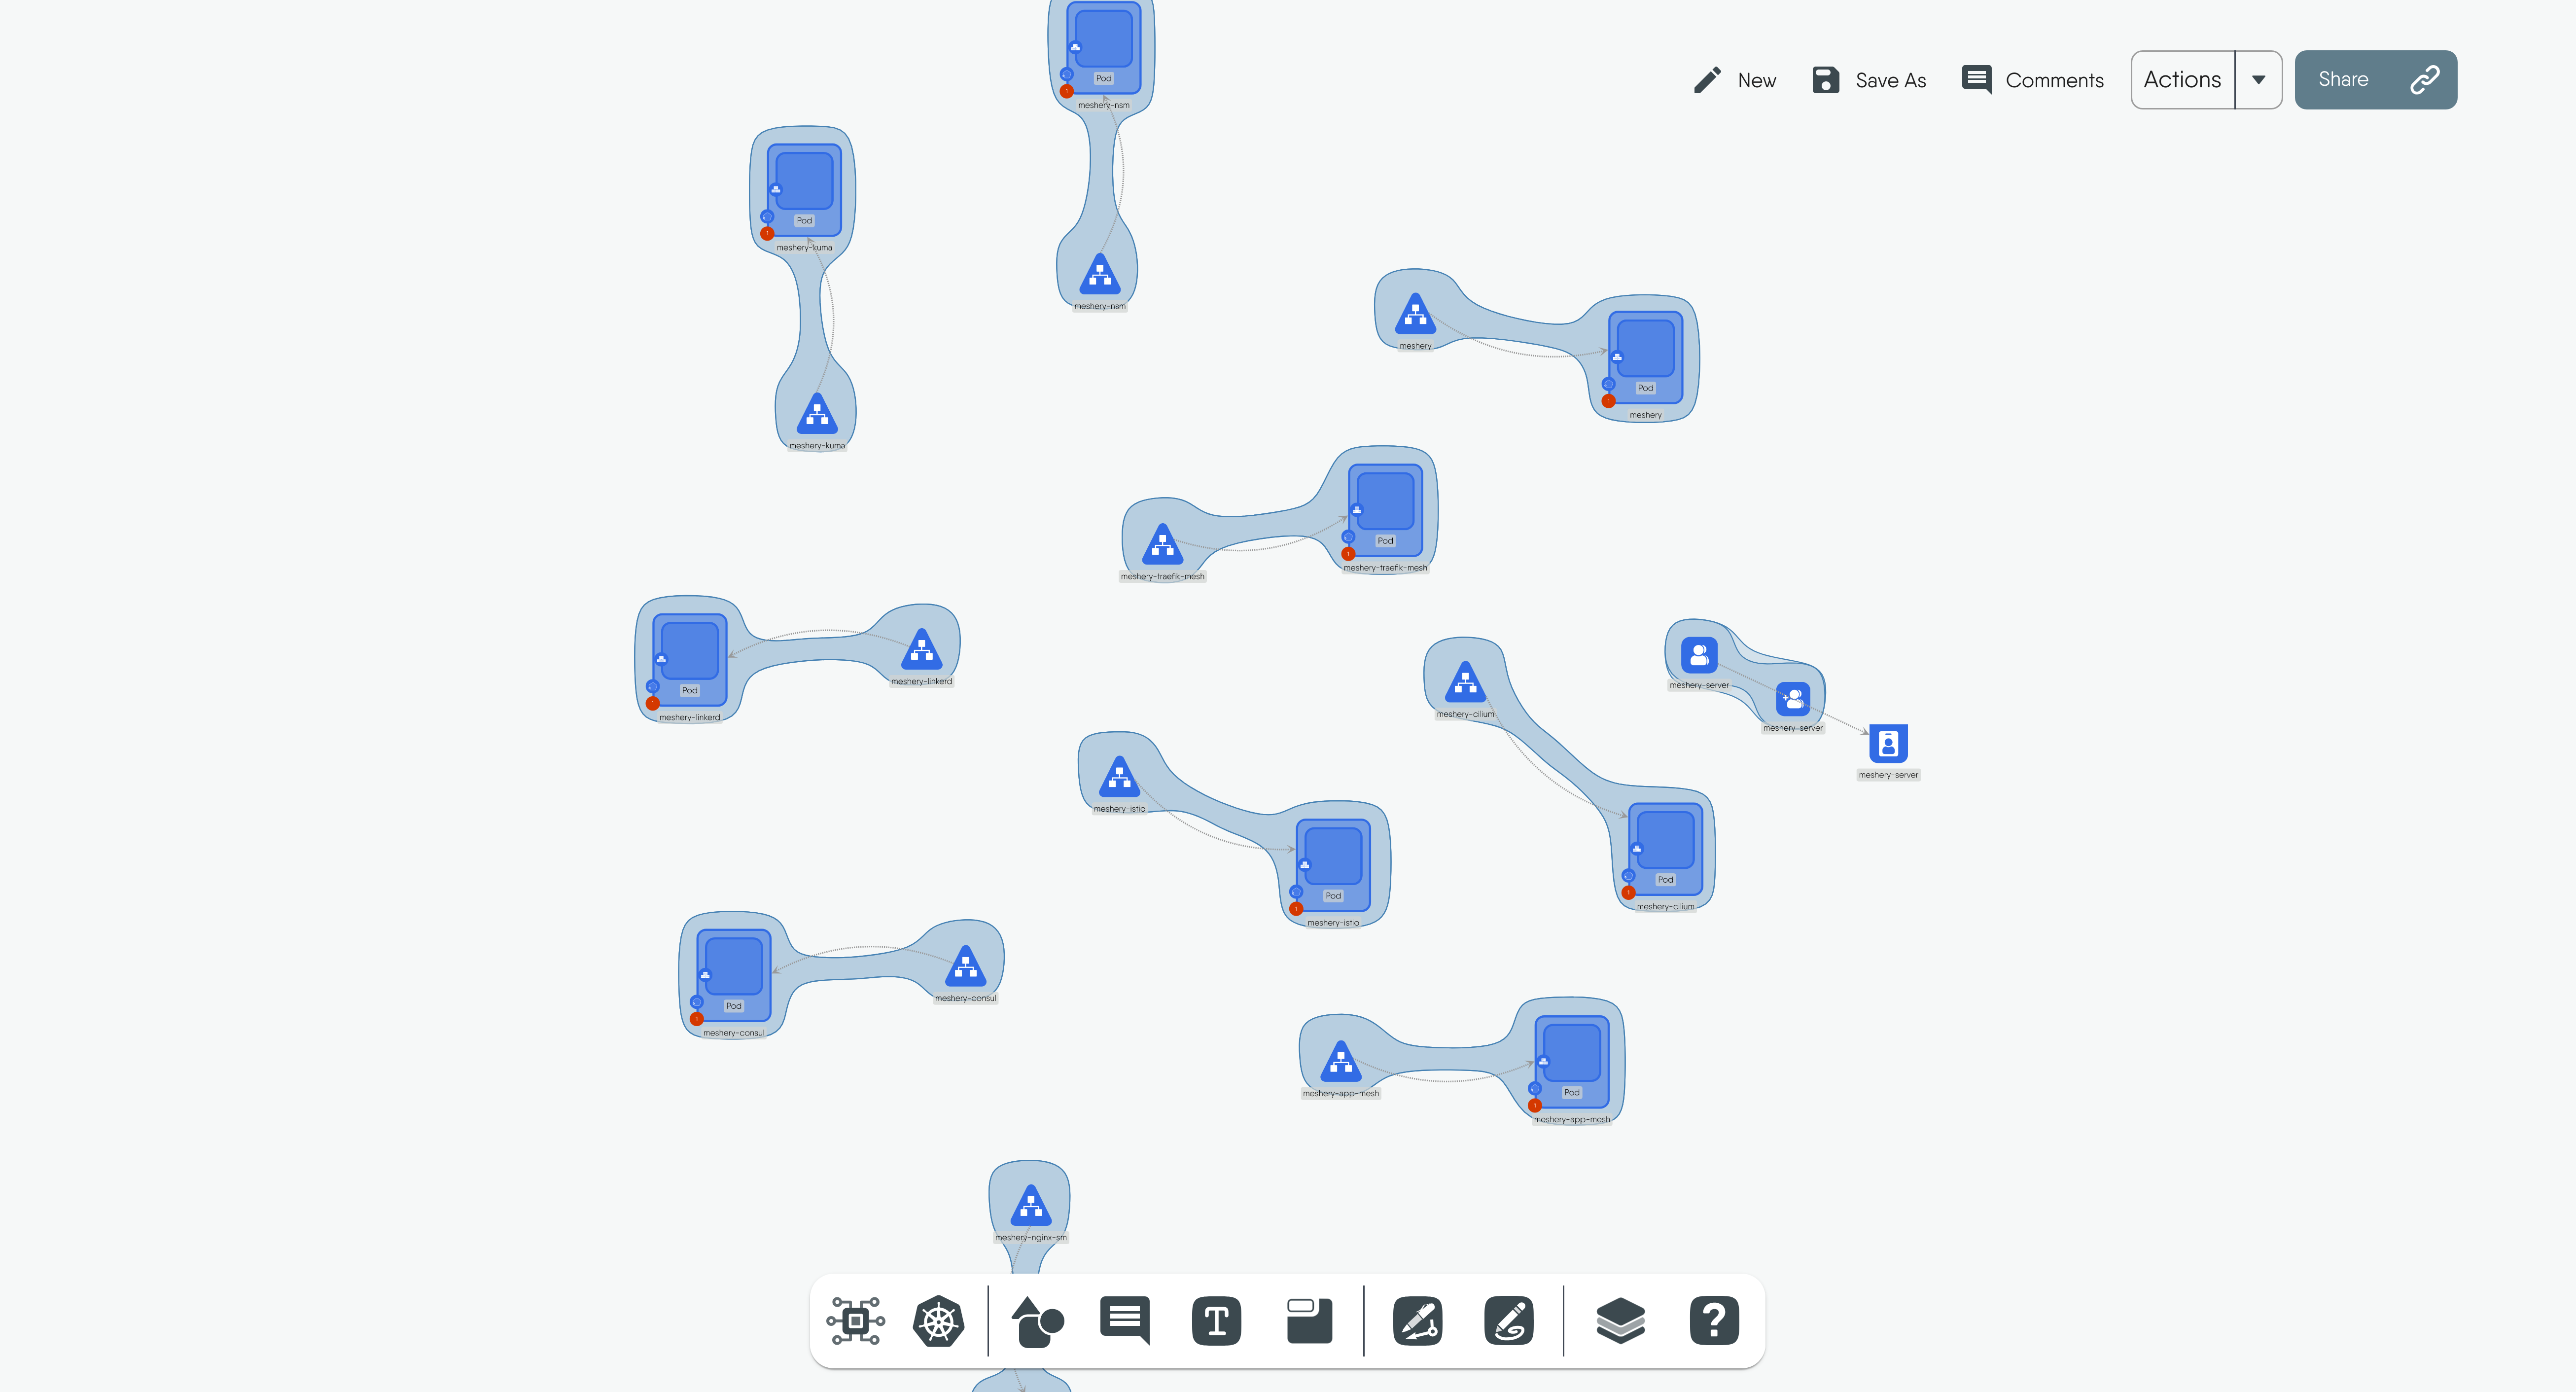 New
Save As
Comments
Actions
Share
Pod
meshery-nsm
meshery-nsm
Pod
meshery-kuma
meshery-kuma
meshery
Pod
meshery
Pod
meshery-traefik-mesh
meshery-traefik-mesh
Pod
meshery-linkerd
meshery-linkerd
meshery-server
meshery-server
meshery-server
meshery-cilium
Pod
meshery-cilium
meshery-istio
Pod
meshery-istio
Pod
meshery-consul
meshery-consul
meshery-app-mesh
Pod
meshery-app-mesh
meshery-nginx-sm
T
?